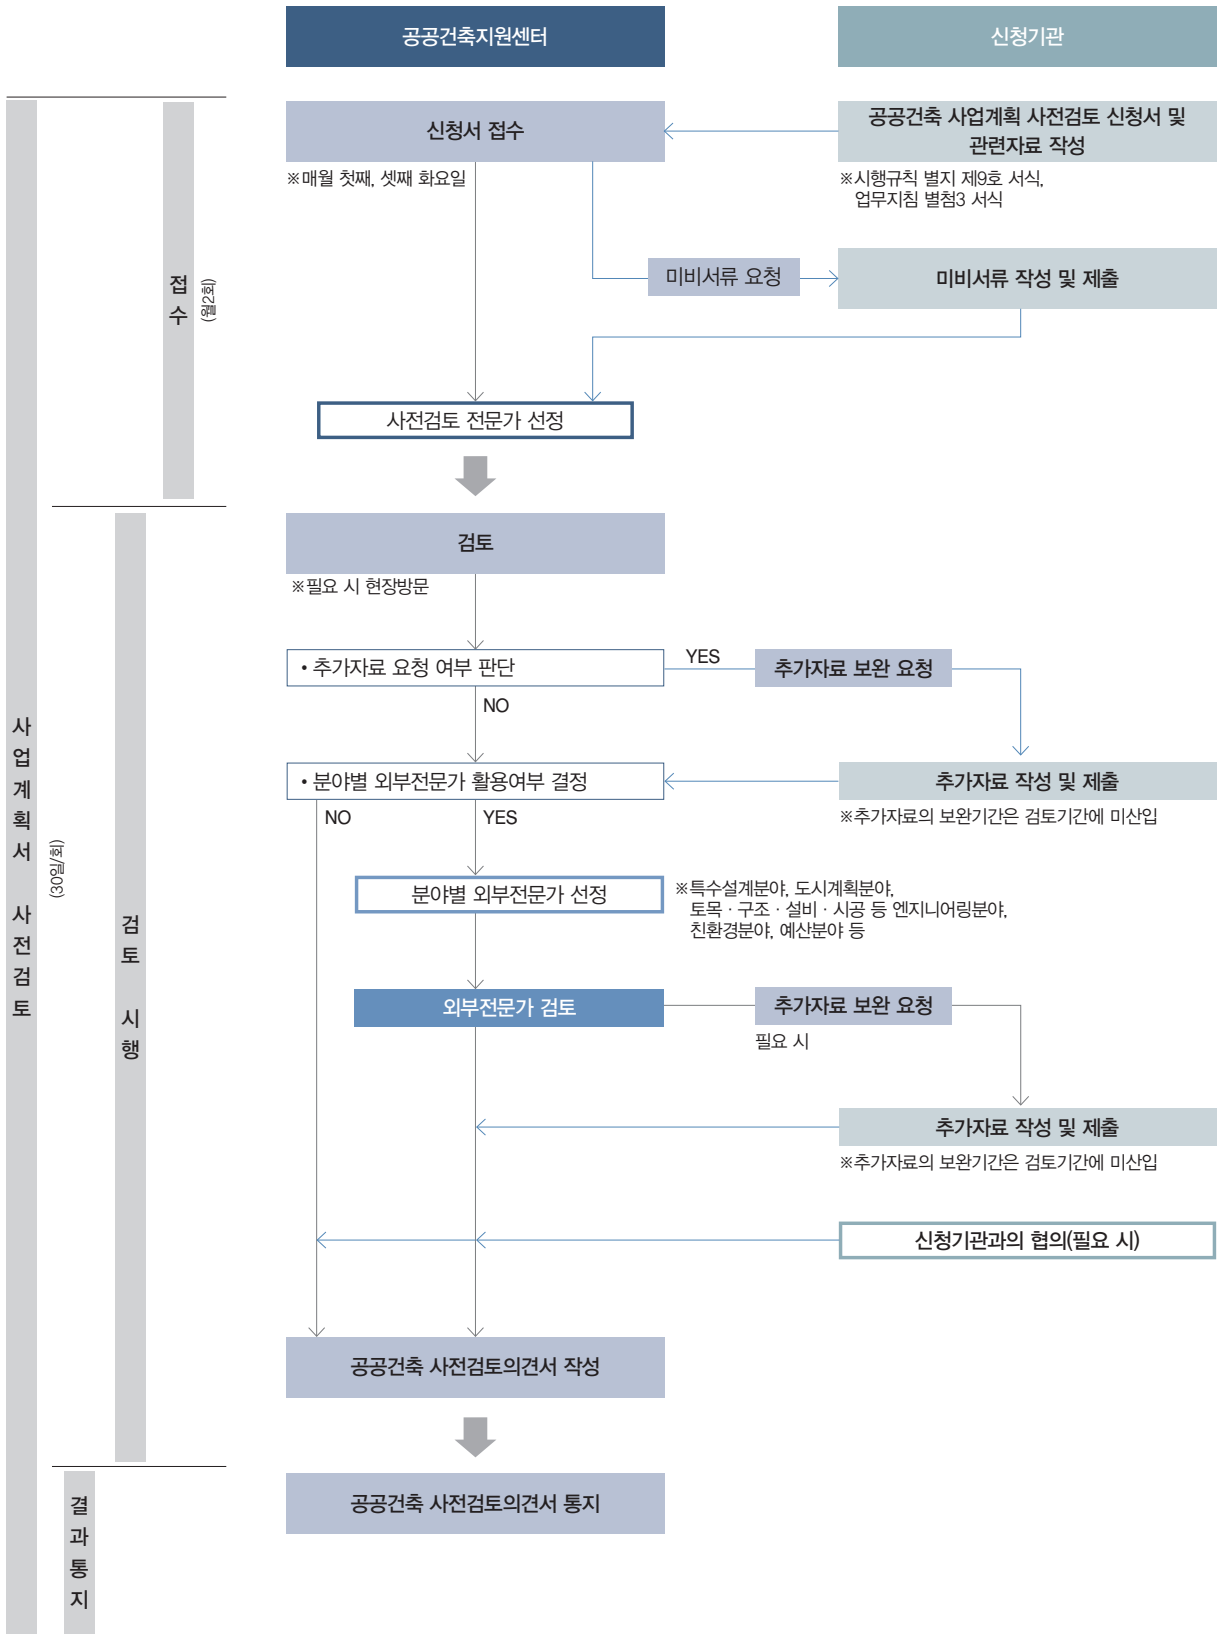 공공건축지원센터
신청기관
신청서 접수
공공건축 사업계획 사전검토 신청서 및
관련자료 작성
※매월 첫째, 셋째 화요일
※시행규칙 별지 제9호 서식,
업무지침 별첨3 서식
접수
(월2회)
미비서류 요청
미비서류 작성 및 제출
사전검토 전문가 선정
검토
※필요 시 현장방문
• 추가자료 요청 여부 판단
YES
추가자료 보완 요청
NO
사업계획서 사전검토
(30일/회)
• 분야별 외부전문가 활용여부 결정
추가자료 작성 및 제출
NO
YES
※추가자료의 보완기간은 검토기간에 미산입
검토 시행
분야별 외부전문가 선정
※특수설계분야, 도시계획분야,
토목 · 구조 · 설비 · 시공 등 엔지니어링분야,
친환경분야, 예산분야 등
외부전문가 검토
추가자료 보완 요청
필요 시
추가자료 작성 및 제출
※추가자료의 보완기간은 검토기간에 미산입
신청기관과의 협의(필요 시)
공공건축 사전검토의견서 작성
공공건축 사전검토의견서 통지
결과통지